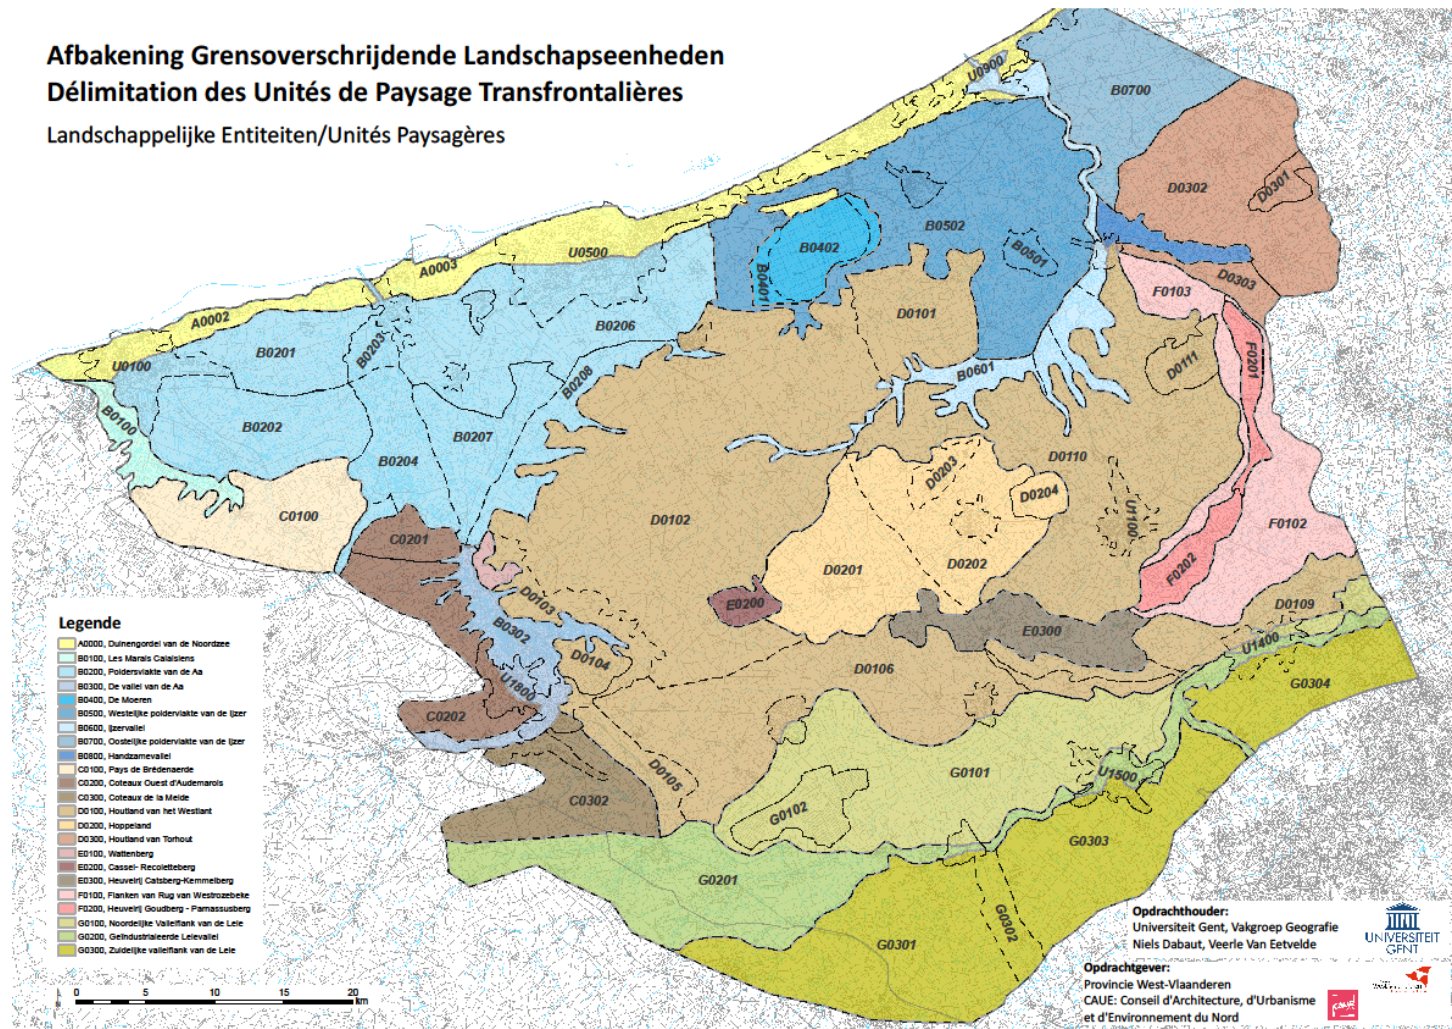 Afbakening Grensoverschrijdende Landschapseenheden
Délimitation des Unités de Paysage Transfrontalières
Landschappelijke Entiteiten/Unités Paysagères
U0900
B0700
D0302
D0301
B0502
B0402
B0401
B0501
U0500
A0003
A0002
U0100
B0201
B0203
B0206
B0208
B0202
B0204
B0207
B0100
D0101
B0601
D0303
F0103
F0201
D0111
D0110
D0203
D0204
U1100
F0102
F0202
D0102
D0201
D0202
C0100
C0201
D0103
B0302
D0104
U1800
C0202
E0200
E0300
D0106
D0109
U1400
G0304
D0105
C0302
G0101
G0102
U1500
G0303
G0201
G0301
G0302
Legende
A0000, Duinengordel van de Noordzee
B0100, Les Marais Calaisiens
B0200, Poldersvlakte van de Aa
B0300, De vallei van de Aa
B0400, De Moeren
B0500, Westelijke poldervlakte van de Ijzer
B0600, Ijzervallei
B0700, Oostelijke poldervlakte van de Ijzer
B0800, Handzamevallei
C0100, Pays de Brédenaerde
C0200, Coteaux Ouest d'Audemarois
C0300, Coteaux de la Melde
D0100, Houtland van het Westland
D0200, Hoppeland
D0300, Houtland van Torhout
E0100, Wattenberg
E0200, Cassel- Recoletteberg
E0300, Heuvelrij Catsberg-Kemmelberg
F0100, Flanken van Rug van Westrozebeke
F0200, Heuvelrij Goudberg - Parnassusberg
G0100, Noordelijke Valleiflank van de Leie
G0200, Geïndustrialeerde Leievallei
G0300, Zuidelijke valleiflank van de Leie
0 5 10 15 20
km
Opdrachthouder:
Universiteit Gent, Vakgroep Geografie
Niels Dabaut, Veerle Van Eetvelde
UNIVERSITEIT
GENT
Opdrachtgever:
Provincie West-Vlaanderen
CAUE: Conseil d'Architecture, d'Urbanisme
et d'Environnement du Nord